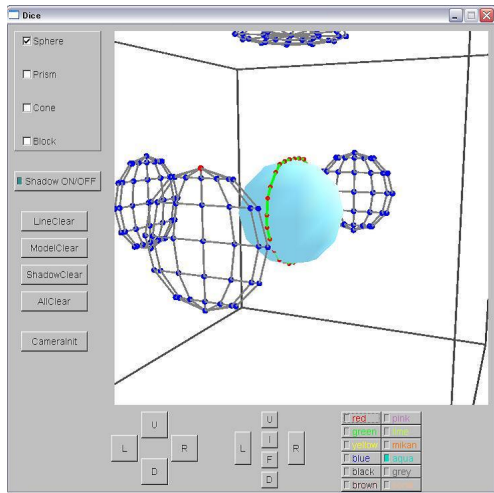 Dice
Sphere
Prism
Cone
Block
Shadow ON/OFF
LineClear
ModelClear
ShadowClear
AllClear
CameraInit
U
L R
D
U
L I R
F
D
red pink
green
yellow mikan
blue aqua
black grey
brown